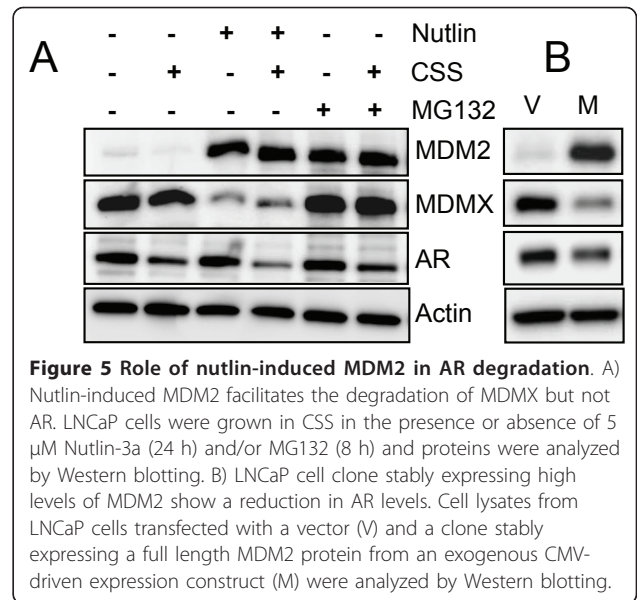 A - - + + - - Nutlin B
- + - + - + CSS
- - - - + + MG132 V M
MDM2
MDMX
AR
Actin
Figure 5 Role of nutlin-induced MDM2 in AR degradation. A)
Nutlin-induced MDM2 facilitates the degradation of MDMX but not
AR. LNCaP cells were grown in CSS in the presence or absence of 5
μM Nutlin-3a (24 h) and/or MG132 (8 h) and proteins were analyzed
by Western blotting. B) LNCaP cell clone stably expressing high
levels of MDM2 show a reduction in AR levels. Cell lysates from
LNCaP cells transfected with a vector (V) and a clone stably
expressing a full length MDM2 protein from an exogenous CMV-
driven expression construct (M) were analyzed by Western blotting.